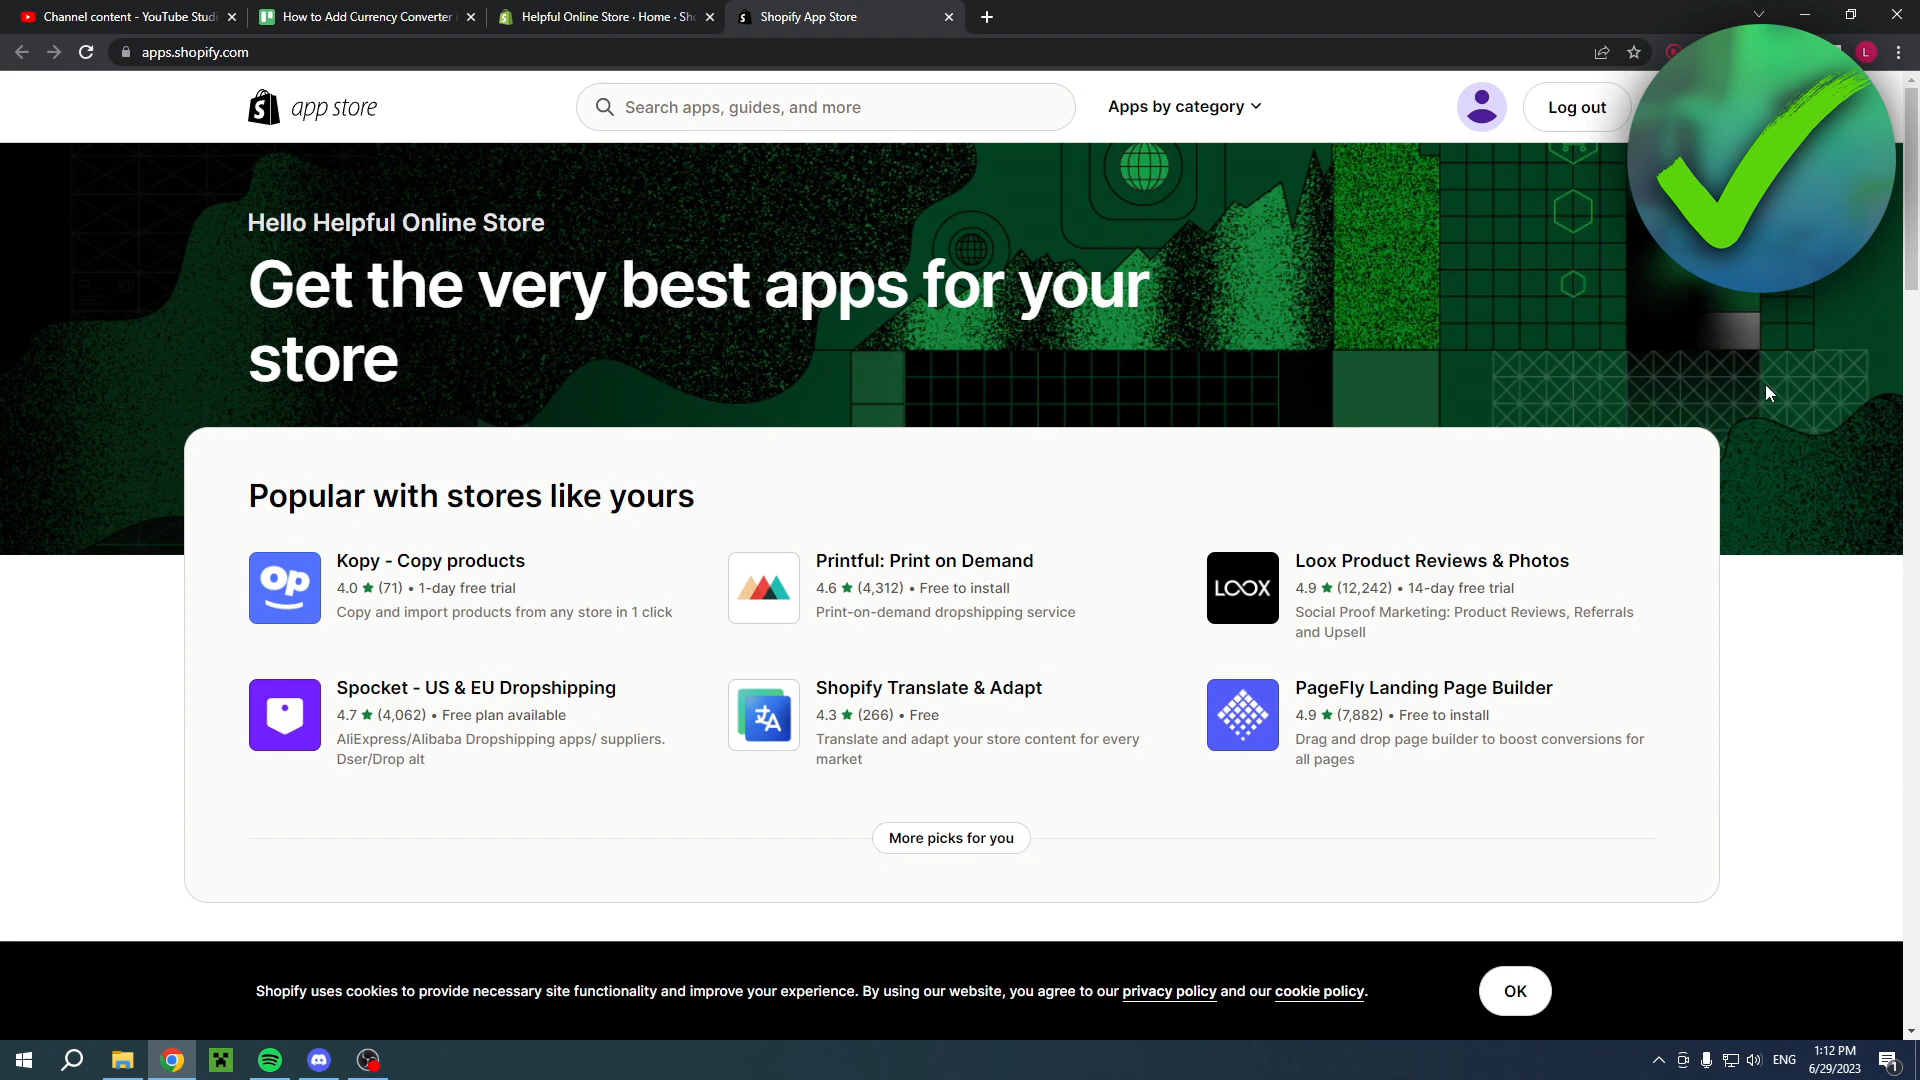 Channel content - YouTube Studi
How to Add Currency Converter i
Helpful Online Store · Home · Sho
Shopify App Store
apps.shopify.com
L
app store
Search apps, guides, and more
Apps by category
Log out
Hello Helpful Online Store
Get the very best apps for your
store
Popular with stores like yours
Kopy - Copy products
4.0 ★ (71) • 1-day free trial
Copy and import products from any store in 1 click
Printful: Print on Demand
4.6 ★ (4,312) • Free to install
Print-on-demand dropshipping service
LOOX
Loox Product Reviews & Photos
4.9 ★ (12,242) • 14-day free trial
Social Proof Marketing: Product Reviews, Referrals
and Upsell
Spocket - US & EU Dropshipping
4.7 ★ (4,062) • Free plan available
AliExpress/Alibaba Dropshipping apps/ suppliers.
Dser/Drop alt
Shopify Translate & Adapt
4.3 ★ (266) • Free
Translate and adapt your store content for every
market
PageFly Landing Page Builder
4.9 ★ (7,882) • Free to install
Drag and drop page builder to boost conversions for
all pages
More picks for you
Shopify uses cookies to provide necessary site functionality and improve your experience. By using our website, you agree to our privacy policy and our cookie policy.
OK
ENG
1:12 PM
6/29/2023
1